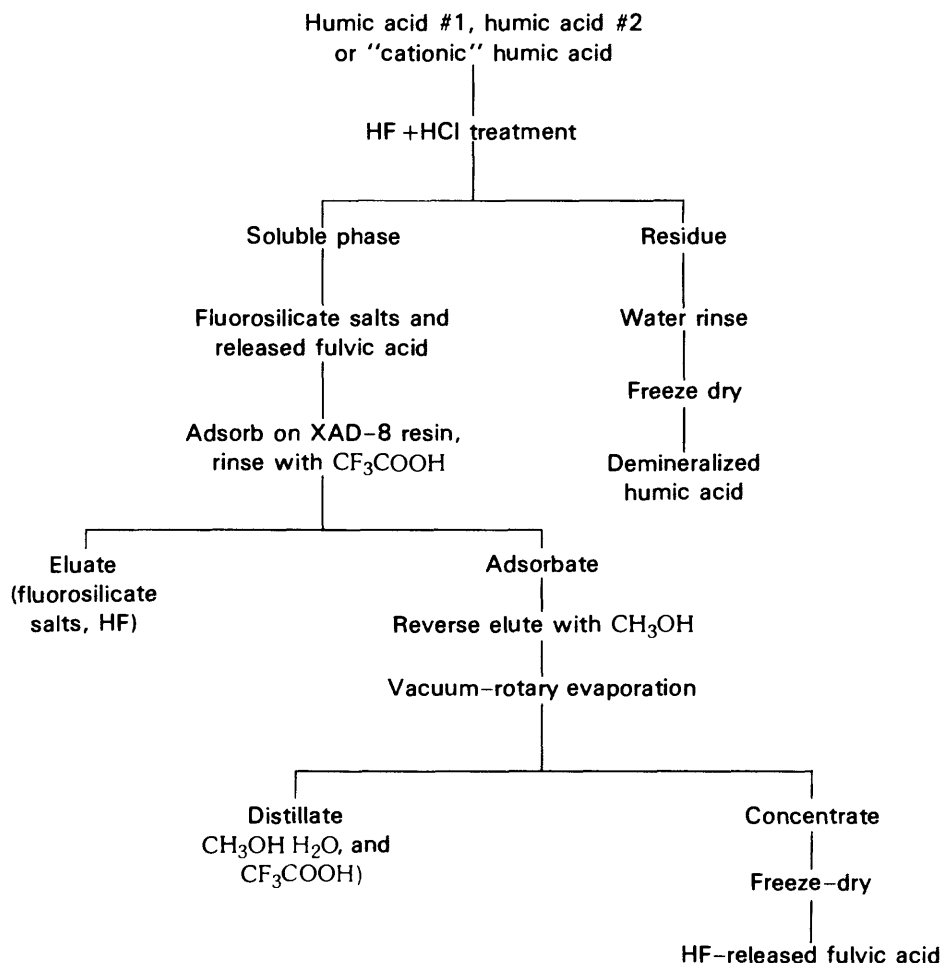 Humic acid #1, humic acid #2
or "cationic" humic acid
HF +HCl treatment
Soluble phase
Residue
Fluorosilicate salts and
released fulvic acid
Water rinse
Freeze dry
Adsorb on XAD-8 resin,
rinse with CF₃COOH
Demineralized
humic acid
Eluate
(fluorosilicate
salts, HF)
Adsorbate
Reverse elute with CH₃OH
Vacuum-rotary evaporation
Distillate
CH₃OH H₂O, and
CF₃COOH)
Concentrate
Freeze-dry
HF-released fulvic acid